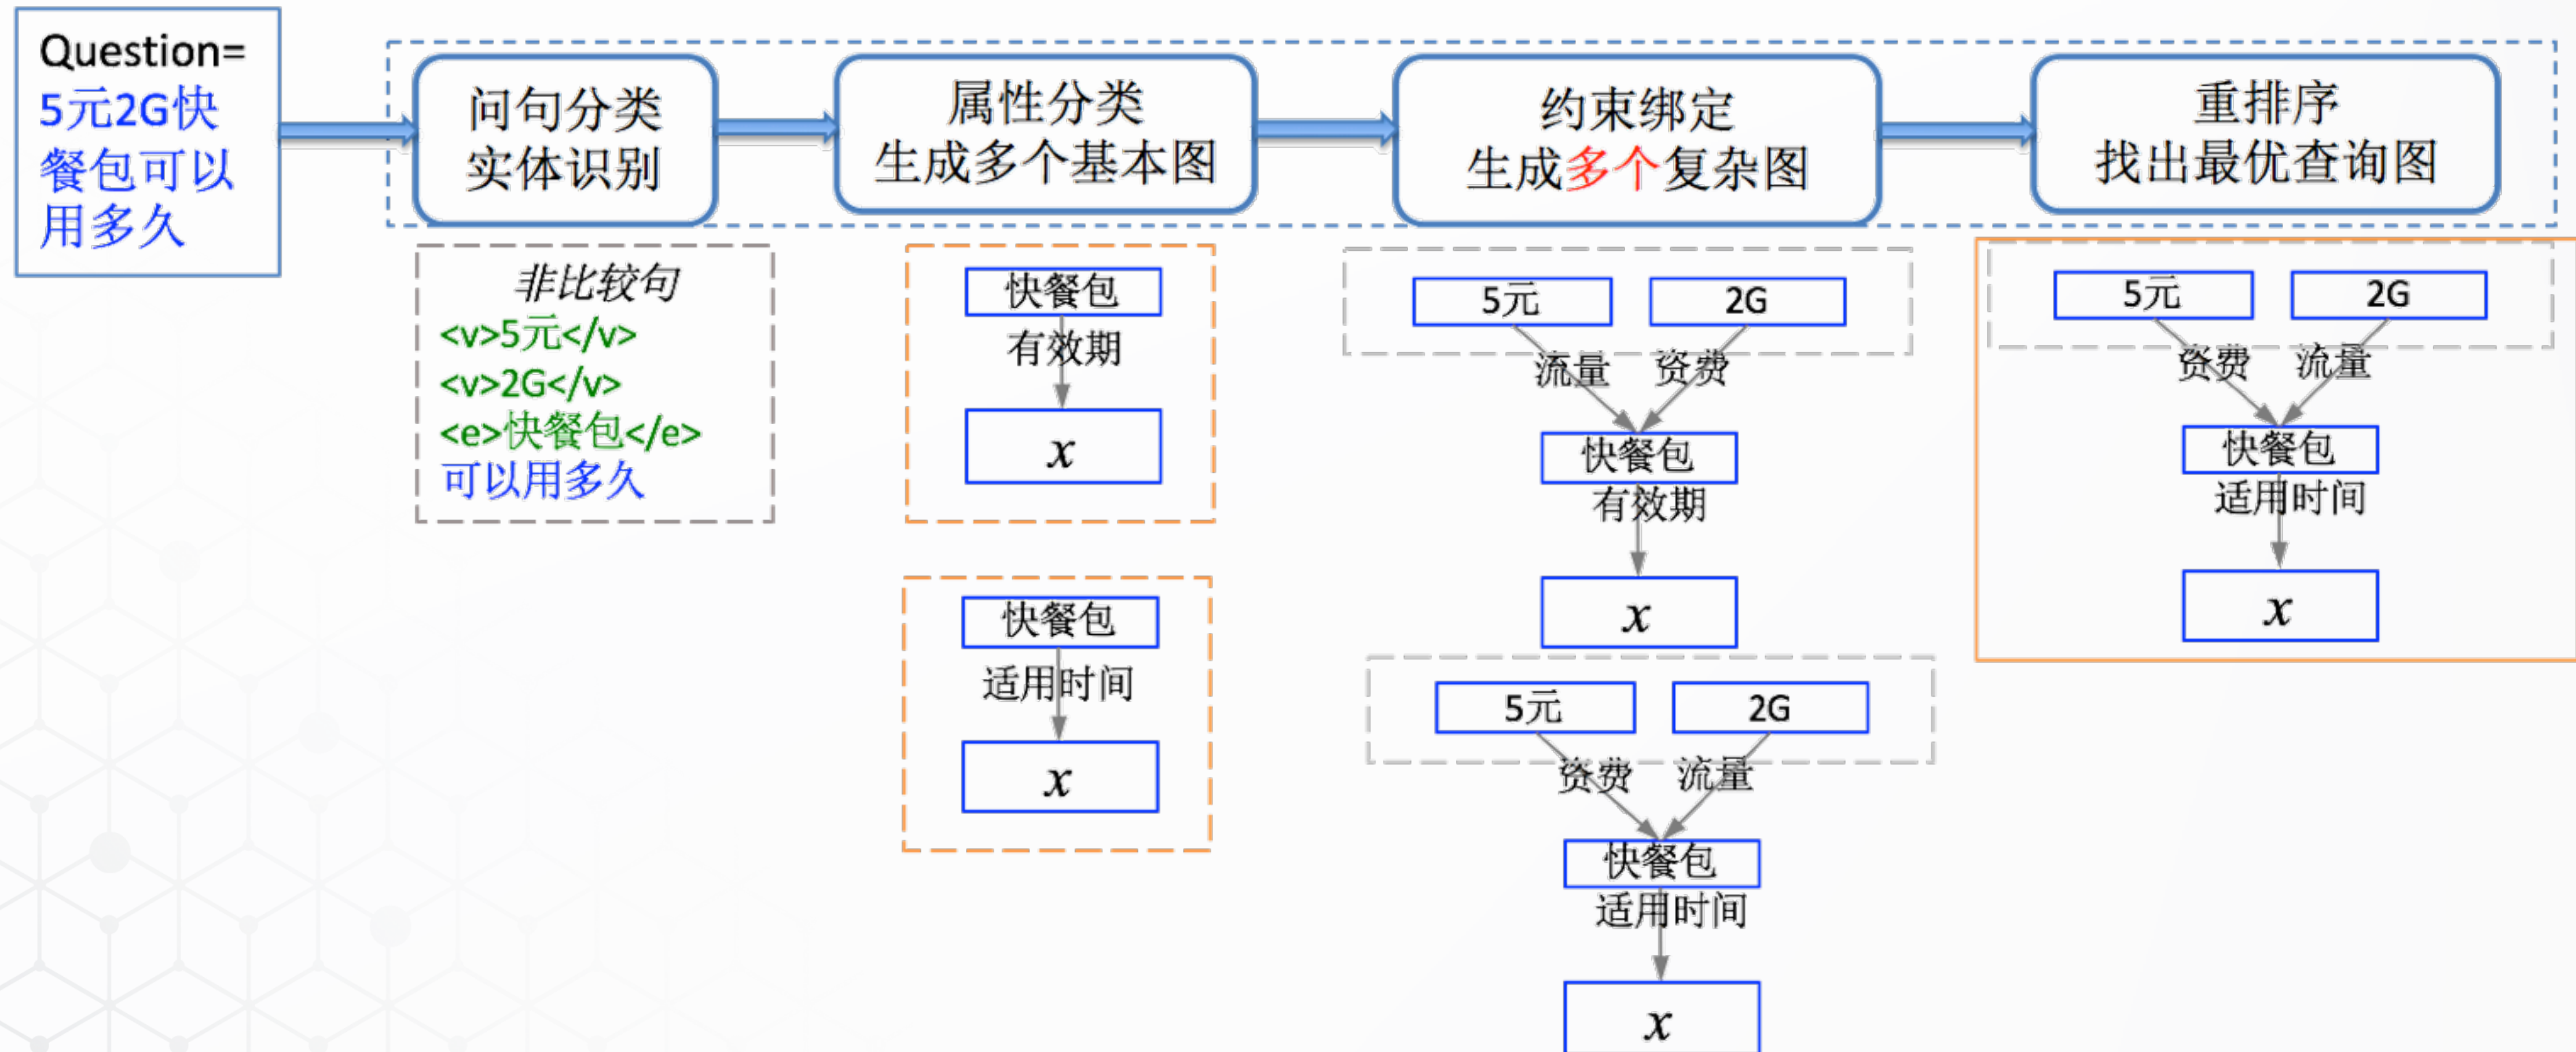 Question=
5元2G快
餐包可以
用多久
问句分类
实体识别
属性分类
生成多个基本图
约束绑定
生成多个复杂图
重排序
找出最优查询图
非比较句
<v>5元</v>
<v>2G</v>
<e>快餐包</e>
可以用多久
快餐包
有效期
x
快餐包
适用时间
x
5元 2G
流量 资费
快餐包
有效期
x
5元 2G
资费 流量
快餐包
适用时间
x
5元 2G
资费 流量
快餐包
适用时间
x